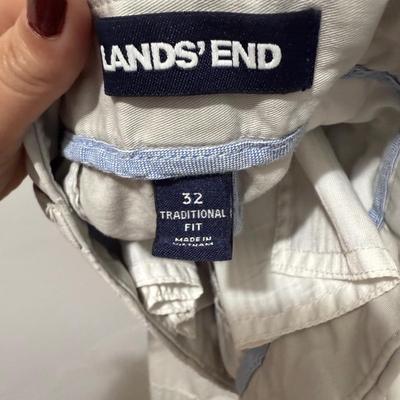 LANDS' END
32
TRADITIONAL
FIT
MADE IN
VIETNAM